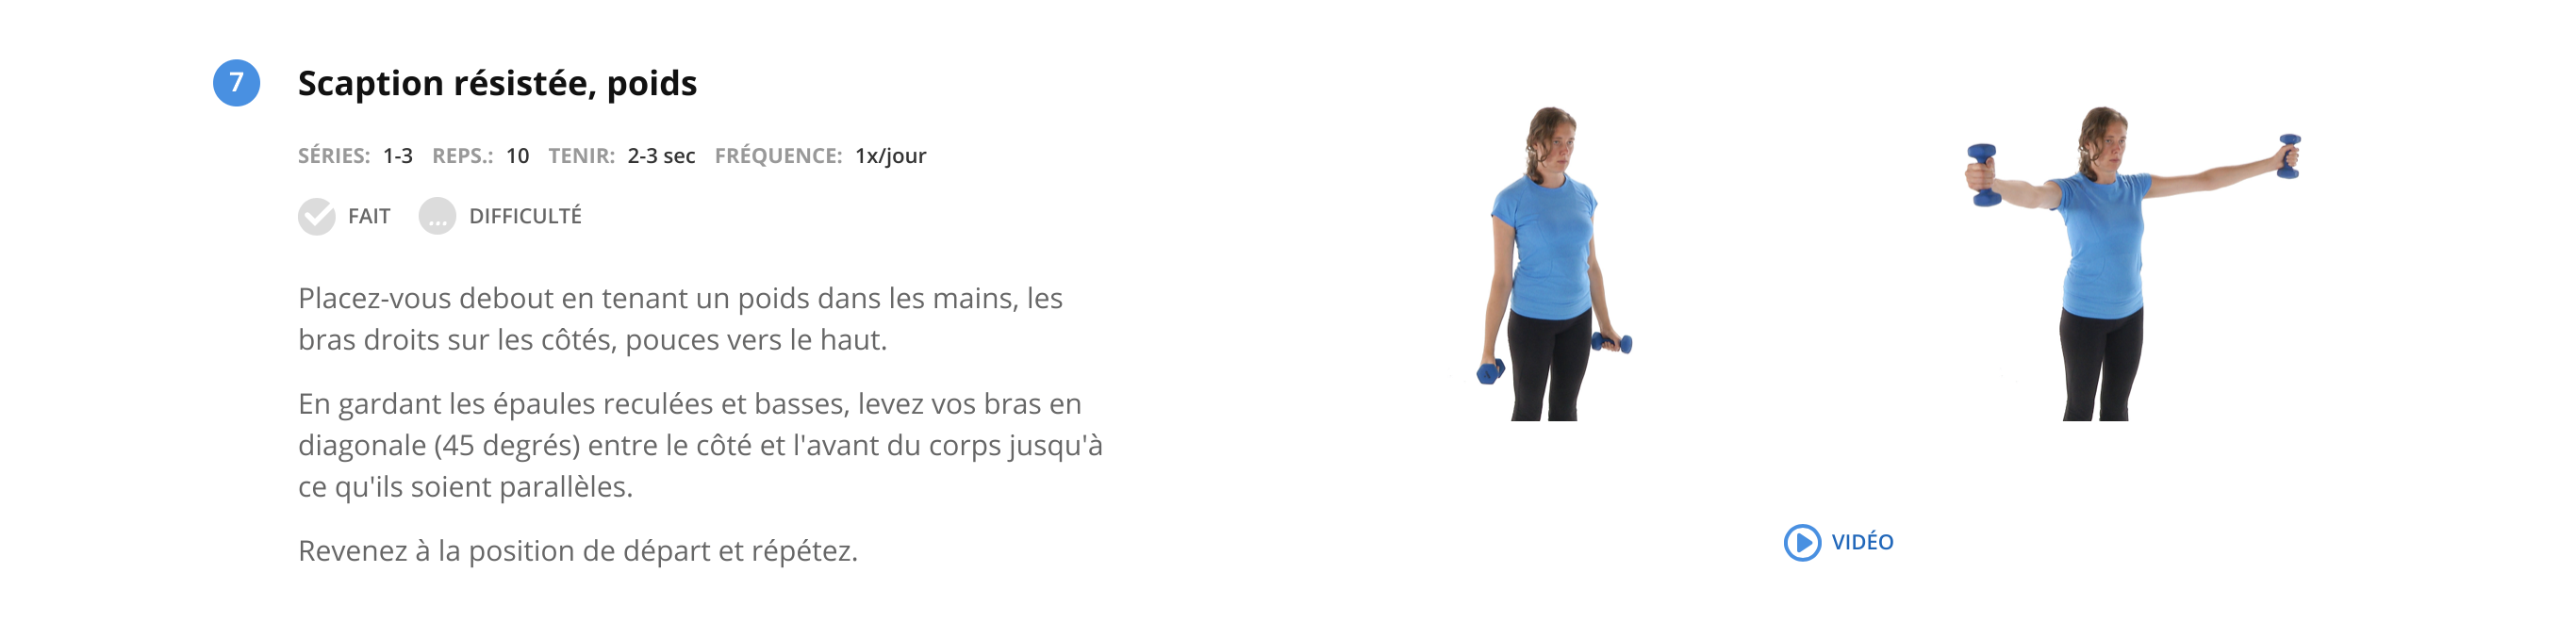 7 Scaption résistée, poids
SÉRIES: 1-3 REPS.: 10 TENIR: 2-3 sec FRÉQUENCE: 1x/jour
FAIT ... DIFFICULTÉ
Placez-vous debout en tenant un poids dans les mains, les
bras droits sur les côtés, pouces vers le haut.
En gardant les épaules reculées et basses, levez vos bras en
diagonale (45 degrés) entre le côté et l'avant du corps jusqu'à
ce qu'ils soient parallèles.
Revenez à la position de départ et répétez.
VIDÉO